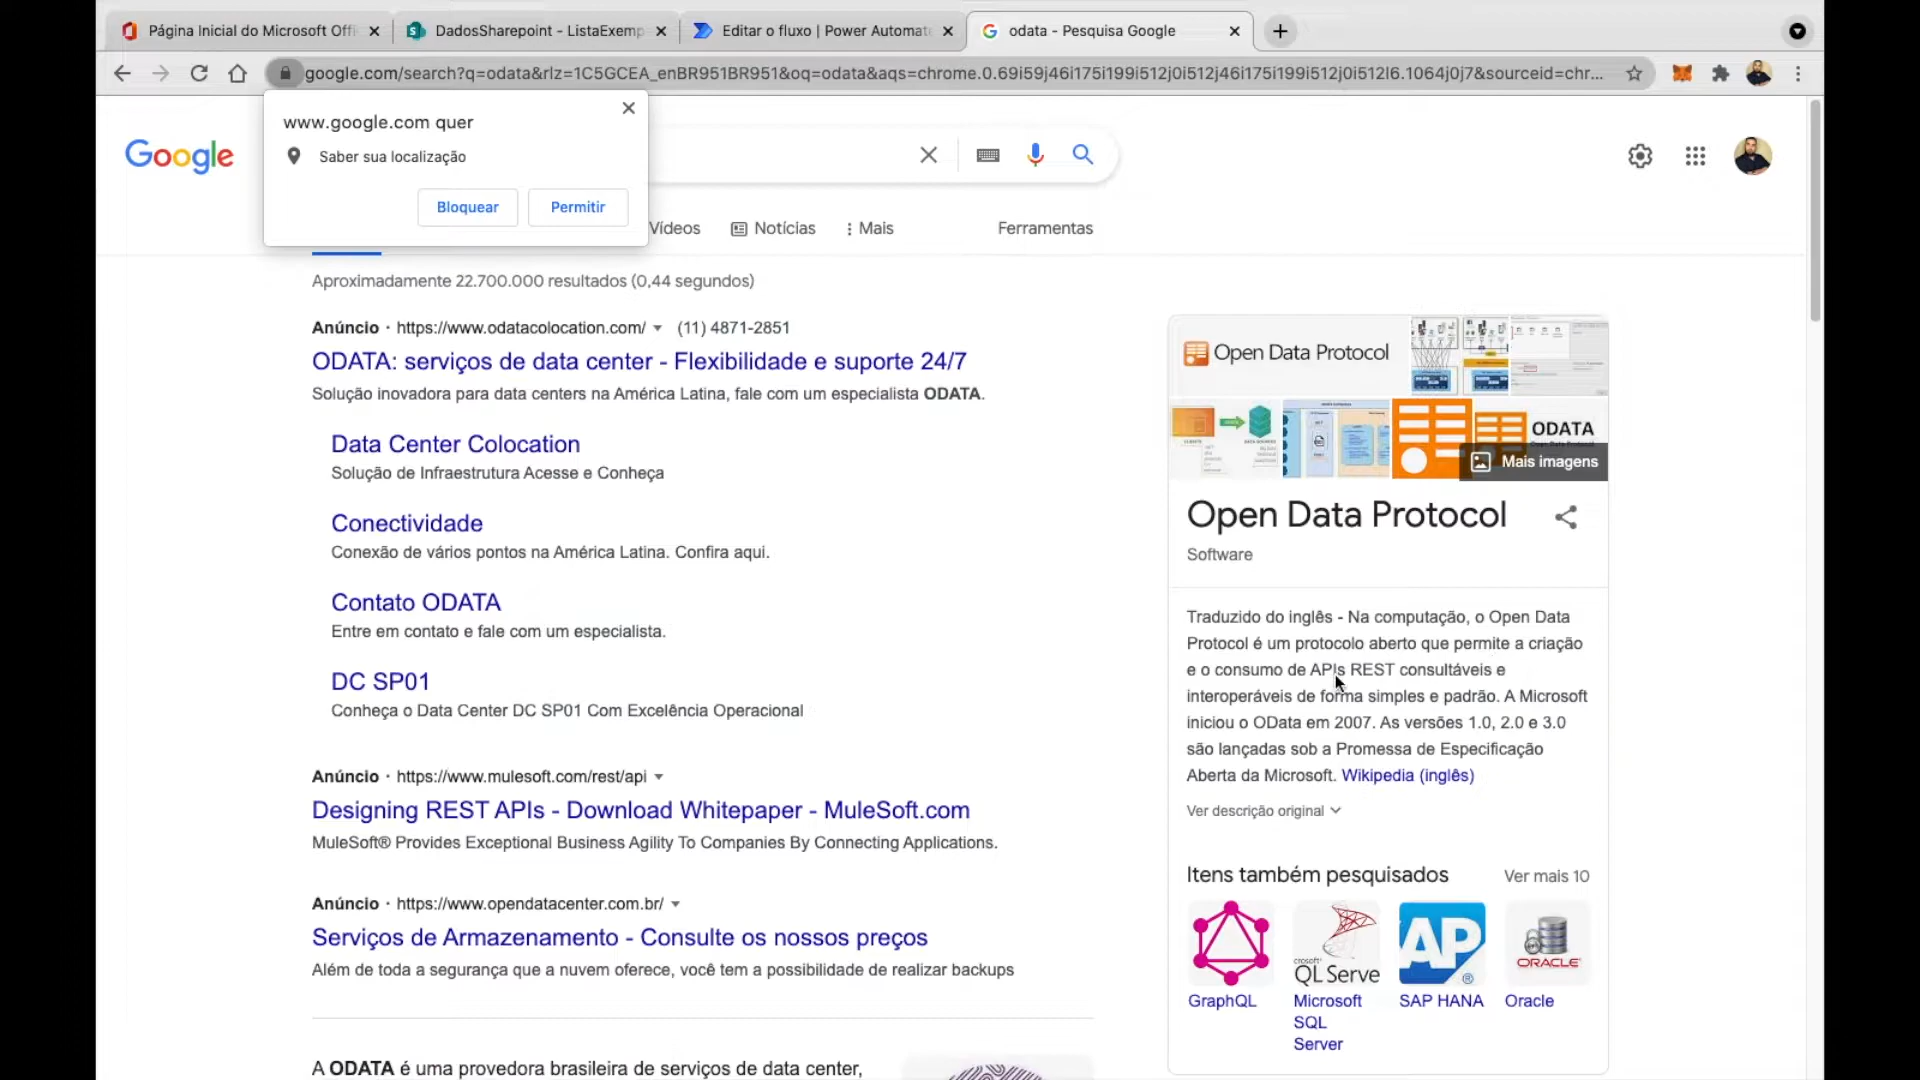 Página Inicial do Microsoft Offi
DadosSharepoint - ListaExemp
Editar o fluxo | Power Automat
odata - Pesquisa Google
google.com/search?q=odata&rlz=1C5GCEA_enBR951BR951&oq=odata&aqs=chrome.0.69i59j46i175i199i512j0i512j46i175i199i512j0i512l6.1064j0j7&sourceid=chr...
www.google.com quer
Saber sua localização
Bloquear
Permitir
Google
Vídeos
Notícias
Mais
Ferramentas
Aproximadamente 22.700.000 resultados (0,44 segundos)
Anúncio · https://www.odatacolocation.com/ (11) 4871-2851
ODATA: serviços de data center - Flexibilidade e suporte 24/7
Solução inovadora para data centers na América Latina, fale com um especialista ODATA.
Data Center Colocation
Solução de Infraestrutura Acesse e Conheça
Conectividade
Conexão de vários pontos na América Latina. Confira aqui.
Contato ODATA
Entre em contato e fale com um especialista.
DC SP01
Conheça o Data Center DC SP01 Com Excelência Operacional
Anúncio · https://www.mulesoft.com/rest/api
Designing REST APIs - Download Whitepaper - MuleSoft.com
MuleSoft® Provides Exceptional Business Agility To Companies By Connecting Applications.
Anúncio · https://www.opendatacenter.com.br/
Serviços de Armazenamento - Consulte os nossos preços
Além de toda a segurança que a nuvem oferece, você tem a possibilidade de realizar backups
A ODATA é uma provedora brasileira de serviços de data center,
Open Data Protocol
ODATA
Mais imagens
Open Data Protocol
Software
Traduzido do inglês - Na computação, o Open Data
Protocol é um protocolo aberto que permite a criação
e o consumo de APIs REST consultáveis e
interoperáveis de forma simples e padrão. A Microsoft
iniciou o OData em 2007. As versões 1.0, 2.0 e 3.0
são lançadas sob a Promessa de Especificação
Aberta da Microsoft. Wikipedia (inglês)
Ver descrição original
Itens também pesquisados
Ver mais 10
QL Serve
AP
ORACLE
GraphQL
Microsoft
SQL
Server
SAP HANA
Oracle